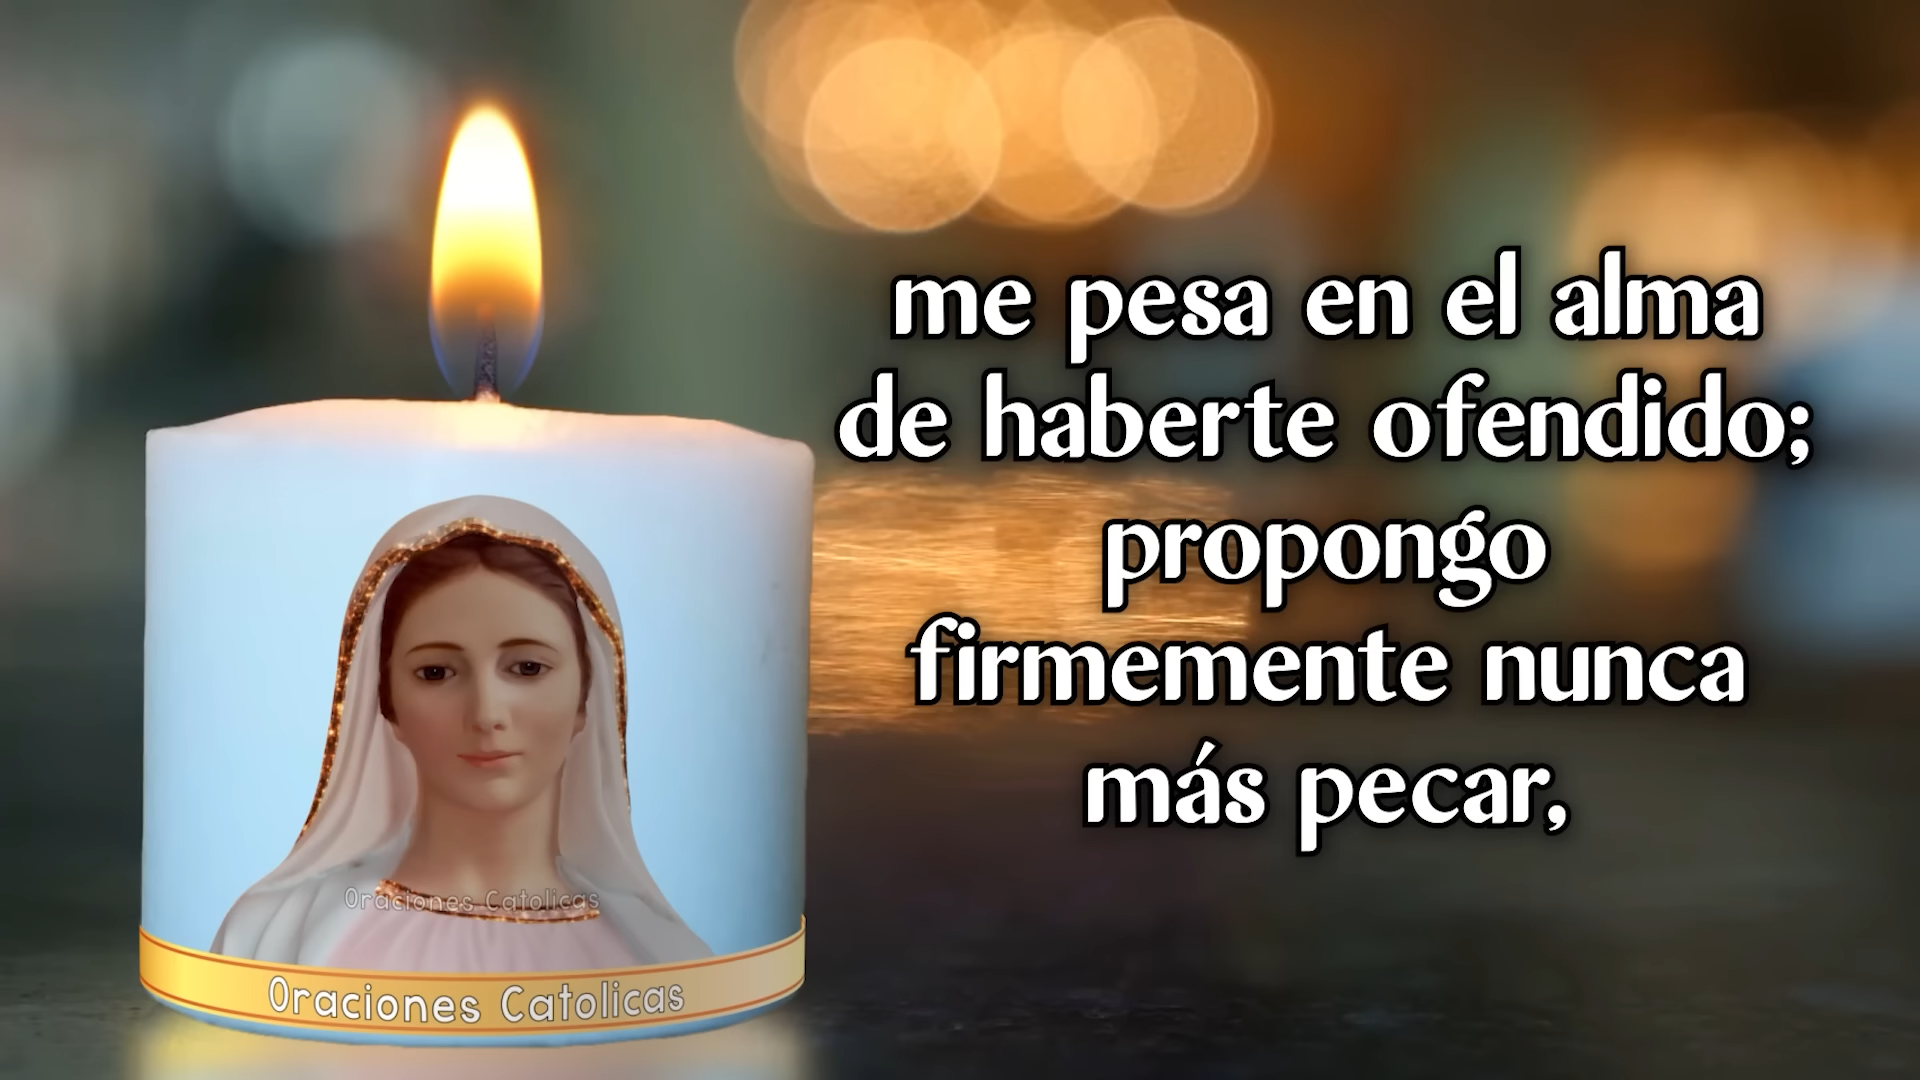 me pesa en el alma
de haberte ofendido;
propongo
firmemente nunca
más pecar,
Oraciones Catolicas
Oraciones Catolicas